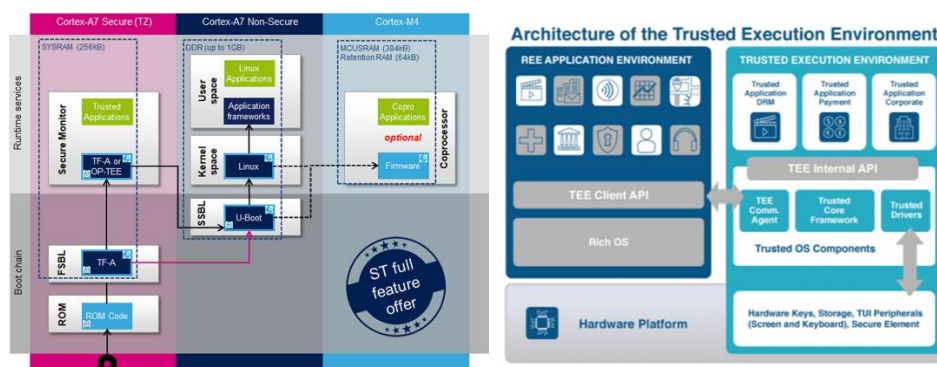 Cortex-A7 Secure (TZ)
Cortex-A7 Non-Secure
Cortex-M4
Runtime services
Boot chain
SYSRAM (256kB)
Secure Monitor
Trusted
Applications
TF-A or
OP-TEE
FSBL
TF-A
ROM
ROM Code
DDR (up to 1GB)
User
space
Linux
Applications
Application
frameworks
Kernel
space
Linux
SSBL
U-Boot
MCUSRAM (384kB)
Retention RAM (64kB)
Copro
Applications
optional
Firmware
Coprocessor
ST full
feature
offer
Architecture of the Trusted Execution Environment
REE APPLICATION ENVIRONMENT
TEE Client API
Rich OS
Hardware Platform
TRUSTED EXECUTION ENVIRONMENT
Trusted
Application
DRM
Trusted
Application
Payment
Trusted
Application
Corporate
TEE Internal API
TEE
Comm.
Agent
Trusted
Core
Framework
Trusted
Drivers
Trusted OS Components
Hardware Keys, Storage, TUI Peripherals
(Screen and Keyboard), Secure Element